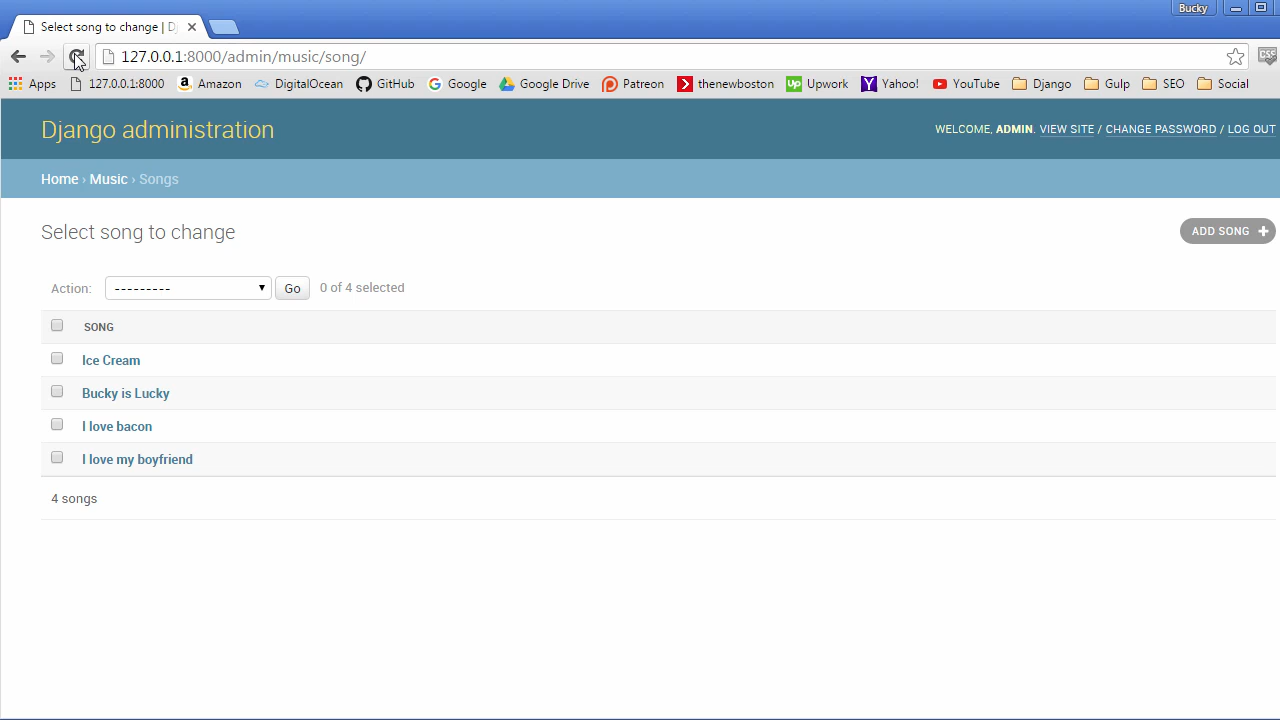 Bucky
Select song to change | D
127.0.0.1:8000/admin/music/song/
CSS
Apps 127.0.0.1:8000 Amazon DigitalOcean GitHub Google Google Drive Patreon thenewboston Upwork Yahoo! YouTube Django Gulp SEO Social
Django administration
WELCOME, ADMIN. VIEW SITE / CHANGE PASSWORD / LOG OUT
Home › Music › Songs
Select song to change
ADD SONG +
Action: --------- Go 0 of 4 selected
SONG
Ice Cream
Bucky is Lucky
I love bacon
I love my boyfriend
4 songs